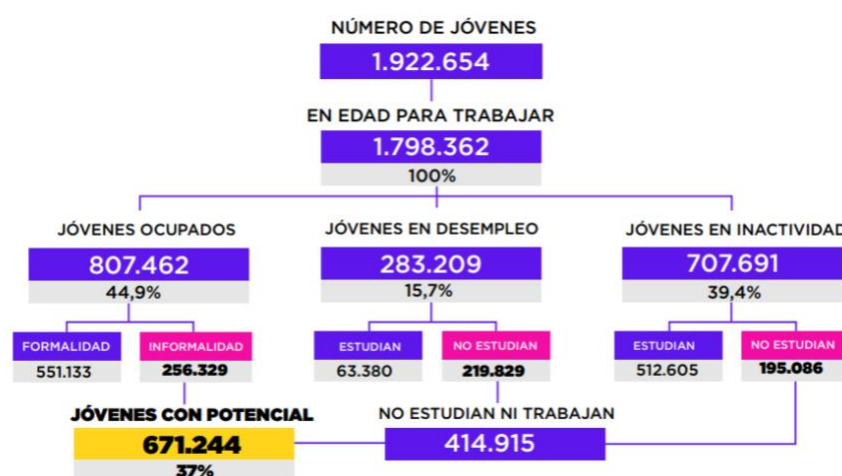 NÚMERO DE JÓVENES
1.922.654
EN EDAD PARA TRABAJAR
1.798.362
100%
JÓVENES OCUPADOS
807.462
44,9%
JÓVENES EN DESEMPLEO
283.209
15,7%
JÓVENES EN INACTIVIDAD
707.691
39,4%
FORMALIDAD
551.133
INFORMALIDAD
256.329
ESTUDIAN
63.380
NO ESTUDIAN
219.829
ESTUDIAN
512.605
NO ESTUDIAN
195.086
JÓVENES CON POTENCIAL
671.244
37%
NO ESTUDIAN NI TRABAJAN
414.915